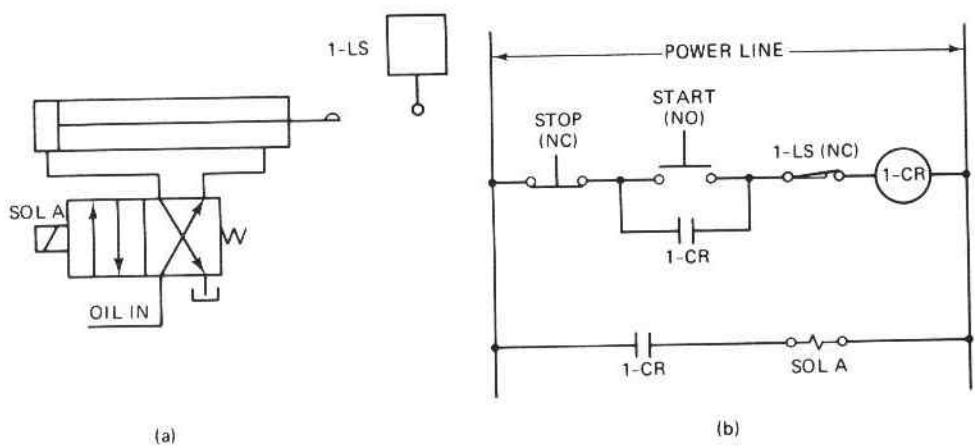 1-LS
SOL A
OIL IN
(a)
POWER LINE
STOP
(NC)
START
(NO)
1-LS (NC)
1-CR
1-CR
1-CR
SOL A
(b)